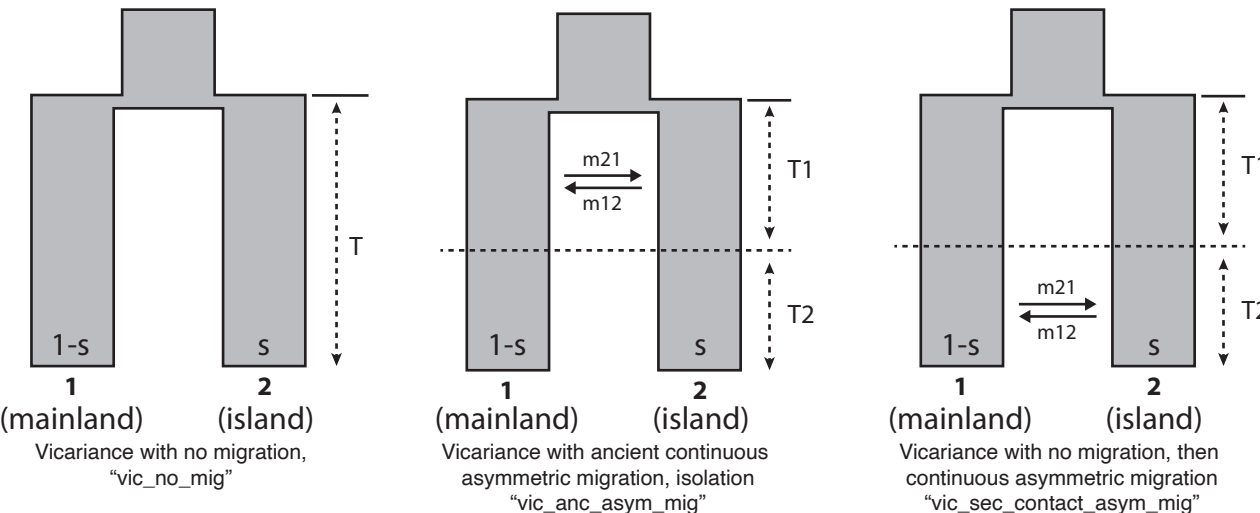 T
1-s
s
1
2
(mainland)
(island)
Vicariance with no migration,
“vic_no_mig”
m21
m12
T1
T2
1-s
s
1
2
(mainland)
(island)
Vicariance with ancient continuous
asymmetric migration, isolation
“vic_anc_asym_mig”
T1
m21
m12
T2
1-s
s
1
2
(mainland)
(island)
Vicariance with no migration, then
continuous asymmetric migration
“vic_sec_contact_asym_mig”